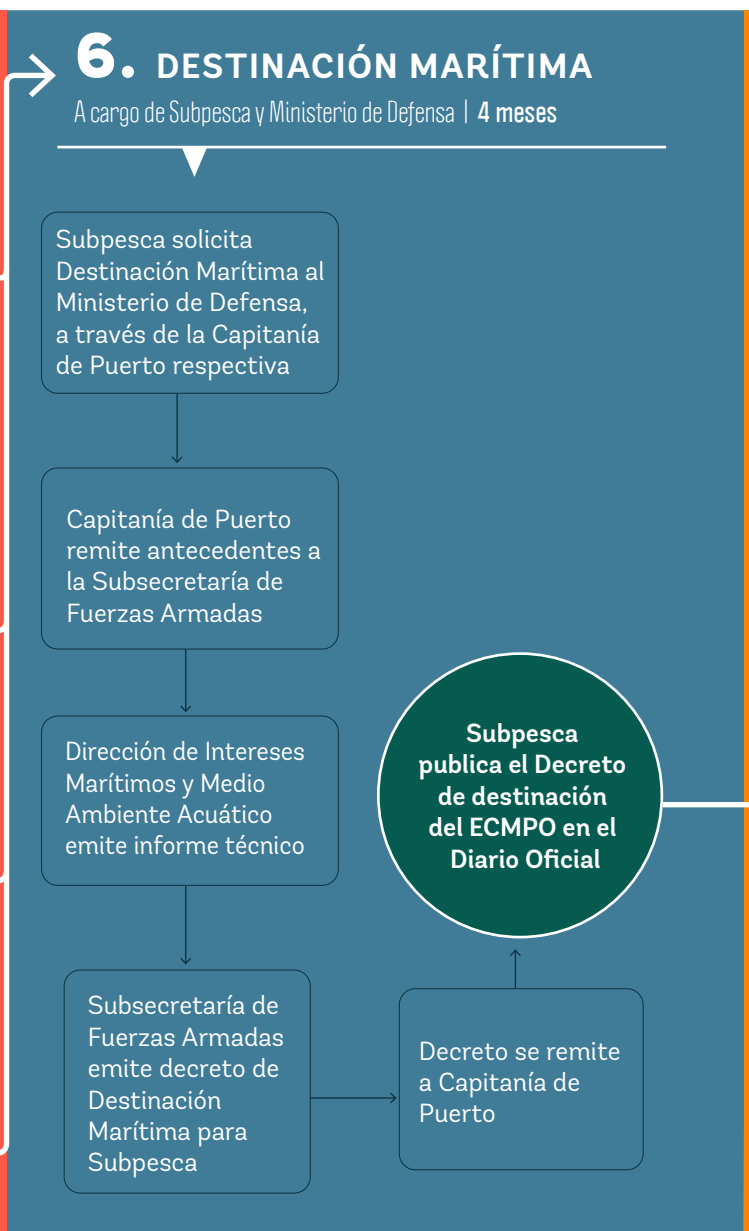 6. DESTINACIÓN MARÍTIMA
A cargo de Subpesca y Ministerio de Defensa | 4 meses
Subpesca solicita
Destinación Marítima al
Ministerio de Defensa,
a través de la Capitanía
de Puerto respectiva
Capitanía de Puerto
remite antecedentes a
la Subsecretaría de
Fuerzas Armadas
Dirección de Intereses
Marítimos y Medio
Ambiente Acuático
emite informe técnico
Subsecretaría de
Fuerzas Armadas
emite decreto de
Destinación
Marítima para
Subpesca
Decreto se remite
a Capitanía de
Puerto
Subpesca
publica el Decreto
de destinación
del ECMPO en el
Diario Oficial